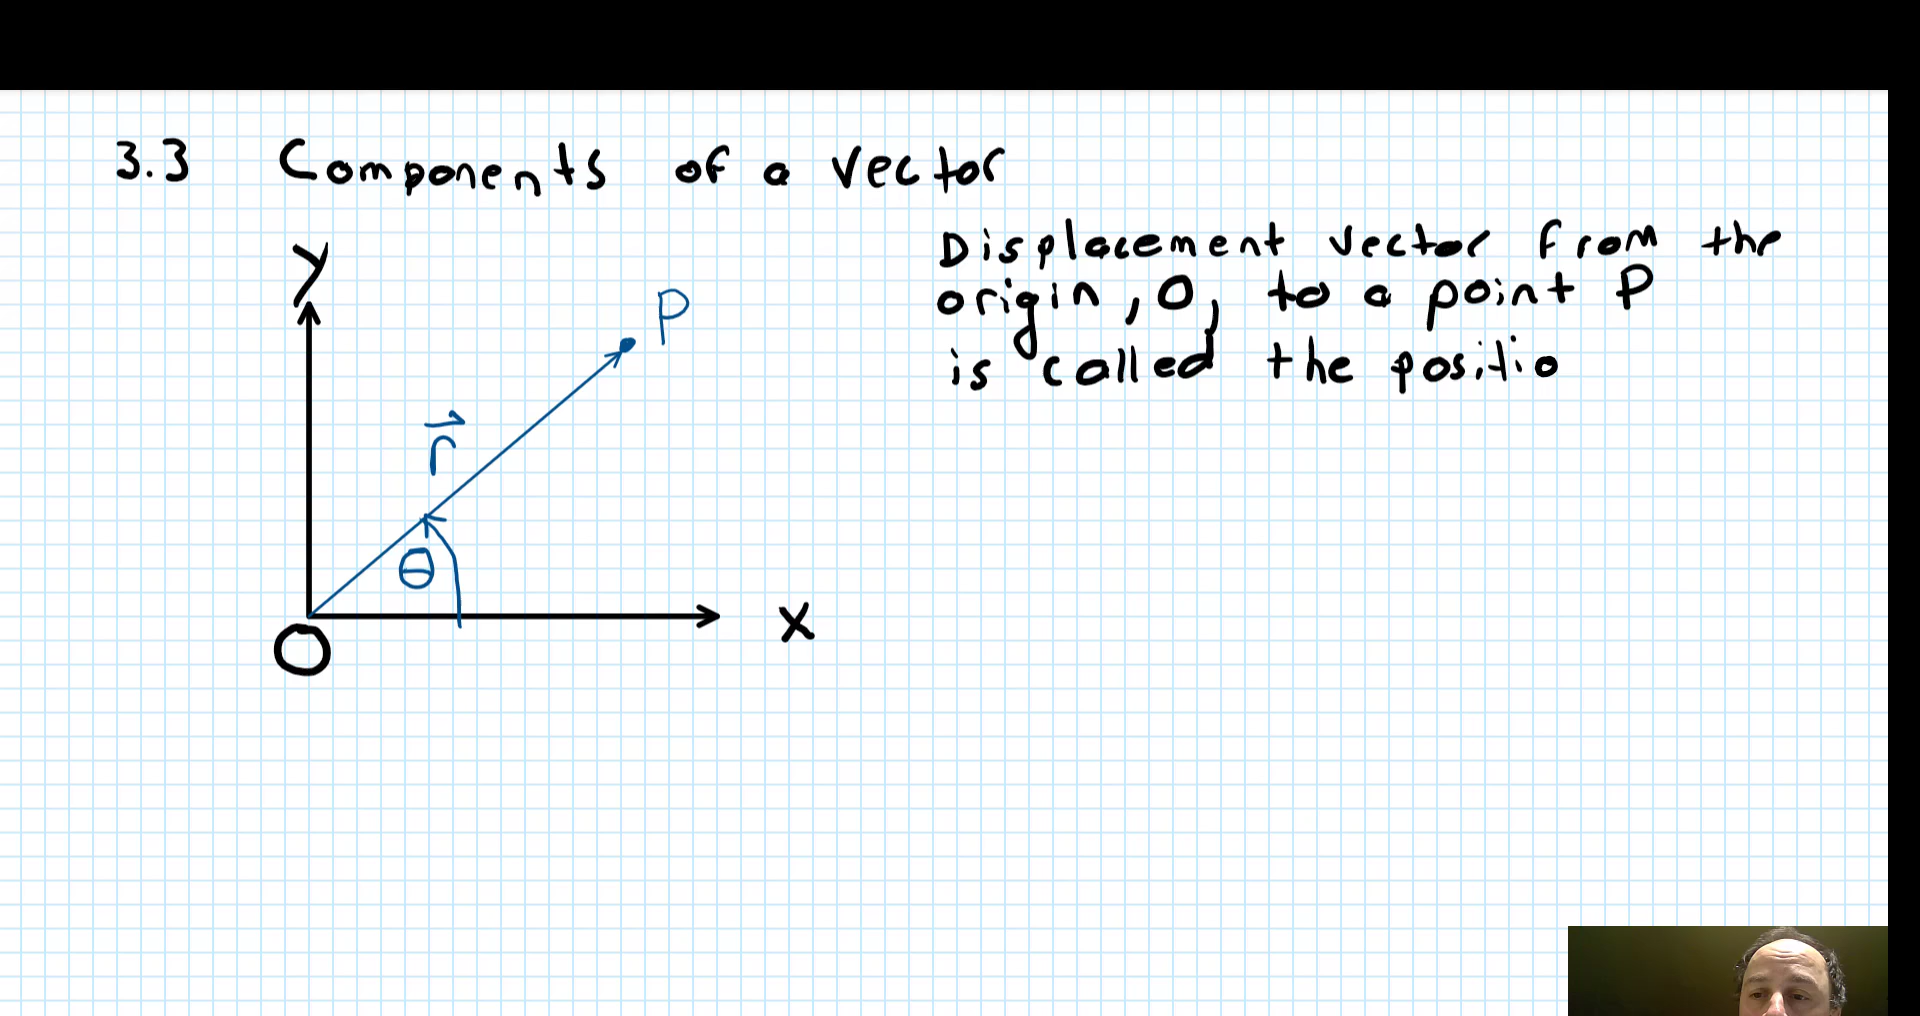 3.3 Components of a vector
Displacement vector from the
origin, O, to a point P
is called the positio
y
P
r⃗
θ
x
O